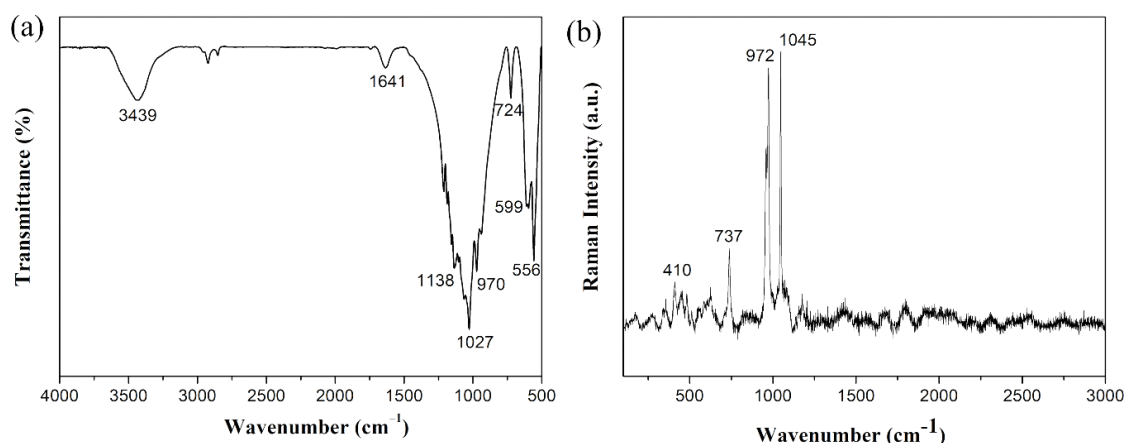 (a)
Transmittance (%)
3439
1641
1138
1027
970
724
599
556
4000 3500 3000 2500 2000 1500 1000 500
Wavenumber (cm⁻¹)
(b)
Raman Intensity (a.u.)
410
737
972
1045
500 1000 1500 2000 2500 3000
Wavenumber (cm⁻¹)